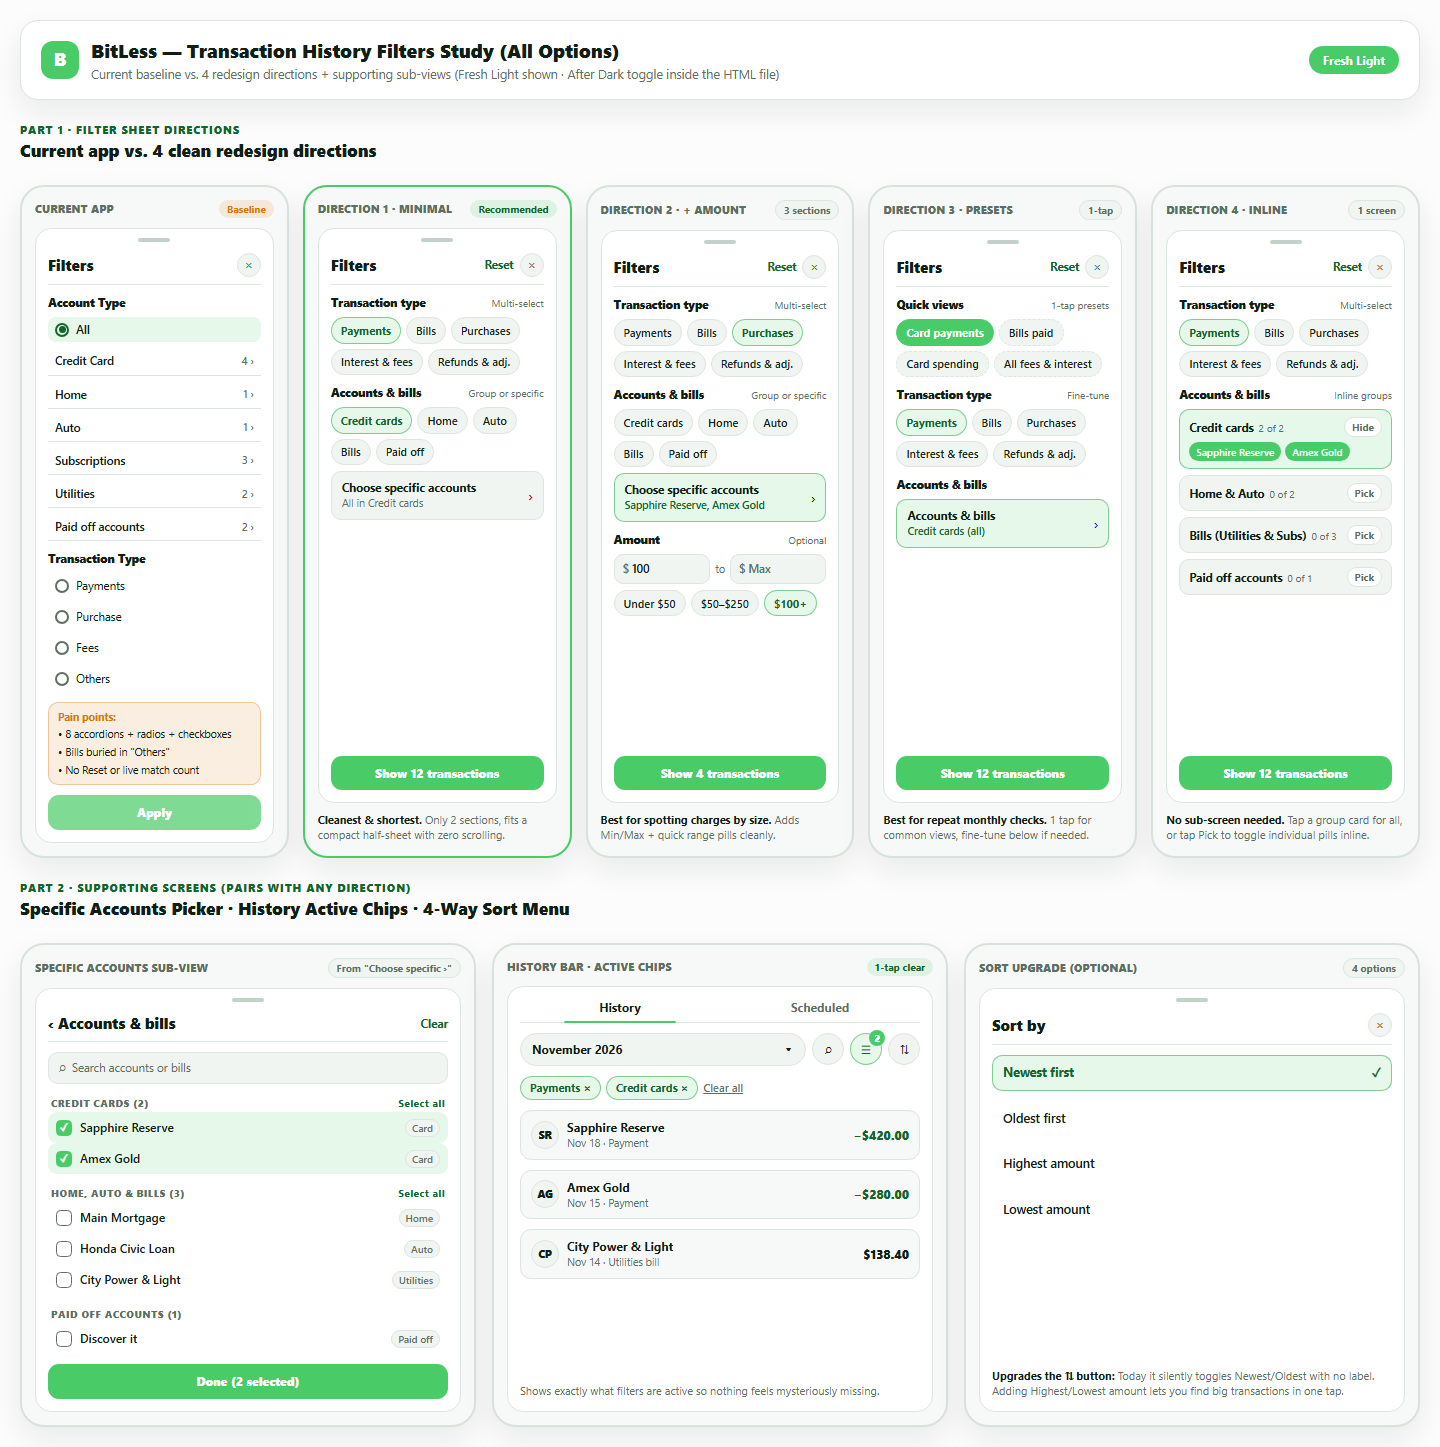 B
BitLess — Transaction History Filters Study (All Options)
Current baseline vs. 4 redesign directions + supporting sub-views (Fresh Light shown · After Dark toggle inside the HTML file)
Fresh Light
PART 1 · FILTER SHEET DIRECTIONS
Current app vs. 4 clean redesign directions
CURRENT APP
Baseline
Filters
×
Account Type
All
Credit Card 4 ›
Home 1 ›
Auto 1 ›
Subscriptions 3 ›
Utilities 2 ›
Paid off accounts 2 ›
Transaction Type
Payments
Purchase
Fees
Others
Pain points:
• 8 accordions + radios + checkboxes
• Bills buried in "Others"
• No Reset or live match count
Apply
DIRECTION 1 · MINIMAL
Recommended
Filters Reset ×
Transaction type Multi-select
Payments Bills Purchases
Interest & fees Refunds & adj.
Accounts & bills Group or specific
Credit cards Home Auto
Bills Paid off
Choose specific accounts ›
All in Credit cards
Show 12 transactions
Cleanest & shortest. Only 2 sections, fits a
compact half-sheet with zero scrolling.
DIRECTION 2 · + AMOUNT
3 sections
Filters Reset ×
Transaction type Multi-select
Payments Bills Purchases
Interest & fees Refunds & adj.
Accounts & bills Group or specific
Credit cards Home Auto
Bills Paid off
Choose specific accounts ›
Sapphire Reserve, Amex Gold
Amount Optional
$ 100 to $ Max
Under $50 $50–$250 $100+
Show 4 transactions
Best for spotting charges by size. Adds
Min/Max + quick range pills cleanly.
DIRECTION 3 · PRESETS
1-tap
Filters Reset ×
Quick views 1-tap presets
Card payments Bills paid
Card spending All fees & interest
Transaction type Fine-tune
Payments Bills Purchases
Interest & fees Refunds & adj.
Accounts & bills
Accounts & bills ›
Credit cards (all)
Show 12 transactions
Best for repeat monthly checks. 1 tap for
common views, fine-tune below if needed.
DIRECTION 4 · INLINE
1 screen
Filters Reset ×
Transaction type Multi-select
Payments Bills Purchases
Interest & fees Refunds & adj.
Accounts & bills Inline groups
Credit cards 2 of 2 Hide
Sapphire Reserve Amex Gold
Home & Auto 0 of 2 Pick
Bills (Utilities & Subs) 0 of 3 Pick
Paid off accounts 0 of 1 Pick
Show 12 transactions
No sub-screen needed. Tap a group card for all,
or tap Pick to toggle individual pills inline.
PART 2 · SUPPORTING SCREENS (PAIRS WITH ANY DIRECTION)
Specific Accounts Picker · History Active Chips · 4-Way Sort Menu
SPECIFIC ACCOUNTS SUB-VIEW
From "Choose specific ›"
‹ Accounts & bills Clear
⌕ Search accounts or bills
CREDIT CARDS (2) Select all
Sapphire Reserve Card
Amex Gold Card
HOME, AUTO & BILLS (3) Select all
Main Mortgage Home
Honda Civic Loan Auto
City Power & Light Utilities
PAID OFF ACCOUNTS (1)
Discover it Paid off
Done (2 selected)
HISTORY BAR · ACTIVE CHIPS
1-tap clear
History Scheduled
November 2026 ▾ ⌕ ☰ 2 ⇅
Payments × Credit cards × Clear all
SR Sapphire Reserve −$420.00
Nov 18 · Payment
AG Amex Gold −$280.00
Nov 15 · Payment
CP City Power & Light $138.40
Nov 14 · Utilities bill
Shows exactly what filters are active so nothing feels mysteriously missing.
SORT UPGRADE (OPTIONAL)
4 options
Sort by ×
Newest first ✓
Oldest first
Highest amount
Lowest amount
Upgrades the ⇅ button: Today it silently toggles Newest/Oldest with no label.
Adding Highest/Lowest amount lets you find big transactions in one tap.